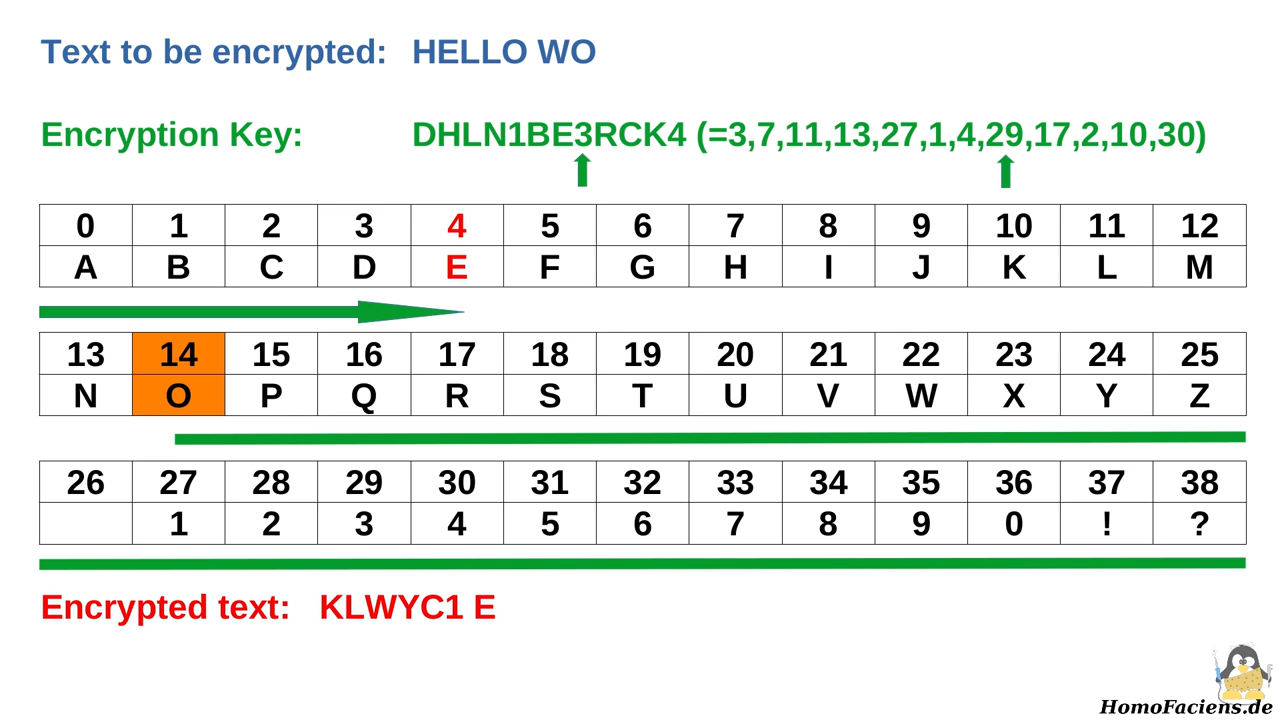 Text to be encrypted: HELLO WO
Encryption Key: DHLN1BE3RCK4 (=3,7,11,13,27,1,4,29,17,2,10,30)
0 1 2 3 4 5 6 7 8 9 10 11 12
A B C D E F G H I J K L M
13 14 15 16 17 18 19 20 21 22 23 24 25
N O P Q R S T U V W X Y Z
26 27 28 29 30 31 32 33 34 35 36 37 38
1 2 3 4 5 6 7 8 9 0 ! ?
Encrypted text: KLWYC1 E
HomoFaciens.de